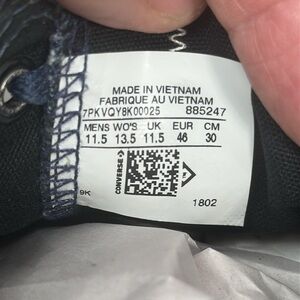 MADE IN VIETNAM
FABRIQUE AU VIETNAM
7PKVQY8K00025 885247
MENS WO'S UK EUR CM
11.5 13.5 11.5 46 30
CONVERSE
9K
1802